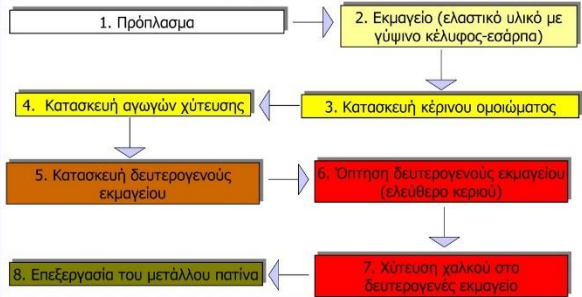 1. Πρόπλασμα
2. Εκμαγείο (ελαστικό υλικό με
γύψινο κέλυφος-εσάρπα)
4. Κατασκευή αγωγών χύτευσης
3. Κατασκευή κέρινου ομοιώματος
5. Κατασκευή δευτερογενούς
εκμαγείου
6. Όπτηση δευτερογενούς εκμαγείου
(ελεύθερο κεριού)
8. Επεξεργασία του μετάλλου πατίνα
7. Χύτευση χαλκού στο
δευτερογενές εκμαγείο